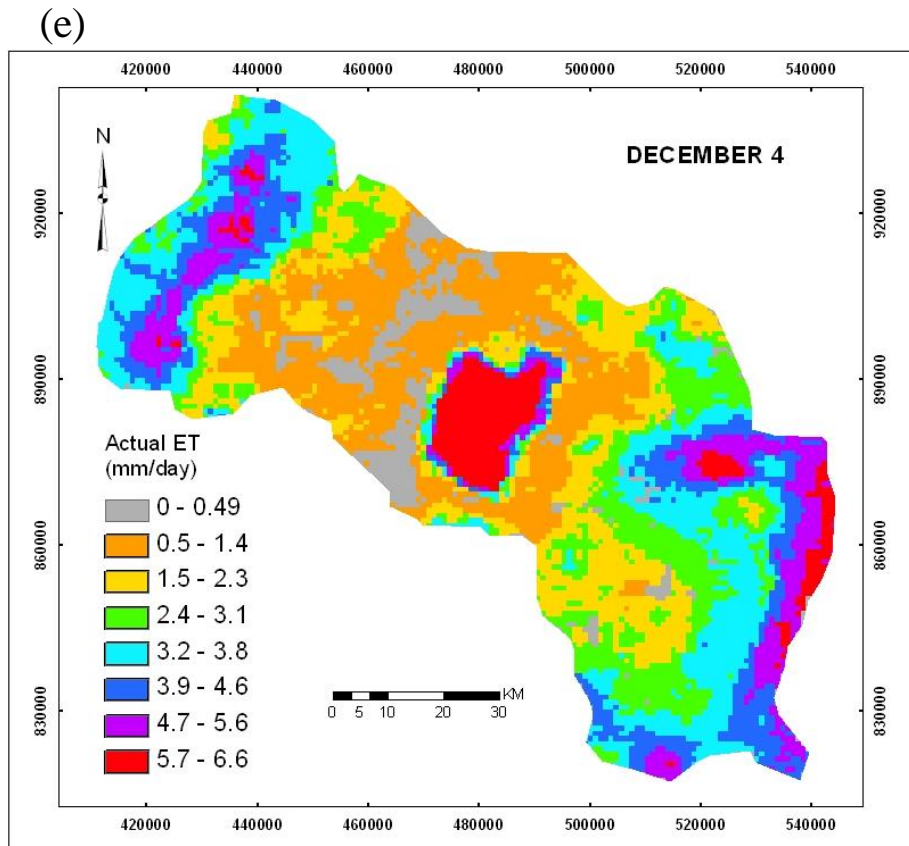 (e)
420000 440000 460000 480000 500000 520000 540000
N
DECEMBER 4
920000 920000
890000 890000
Actual ET
(mm/day)
0 - 0.49
0.5 - 1.4
860000 860000
1.5 - 2.3
2.4 - 3.1
3.2 - 3.8
3.9 - 4.6
KM
0 5 10 20 30
830000 830000
4.7 - 5.6
5.7 - 6.6
420000 440000 460000 480000 500000 520000 540000